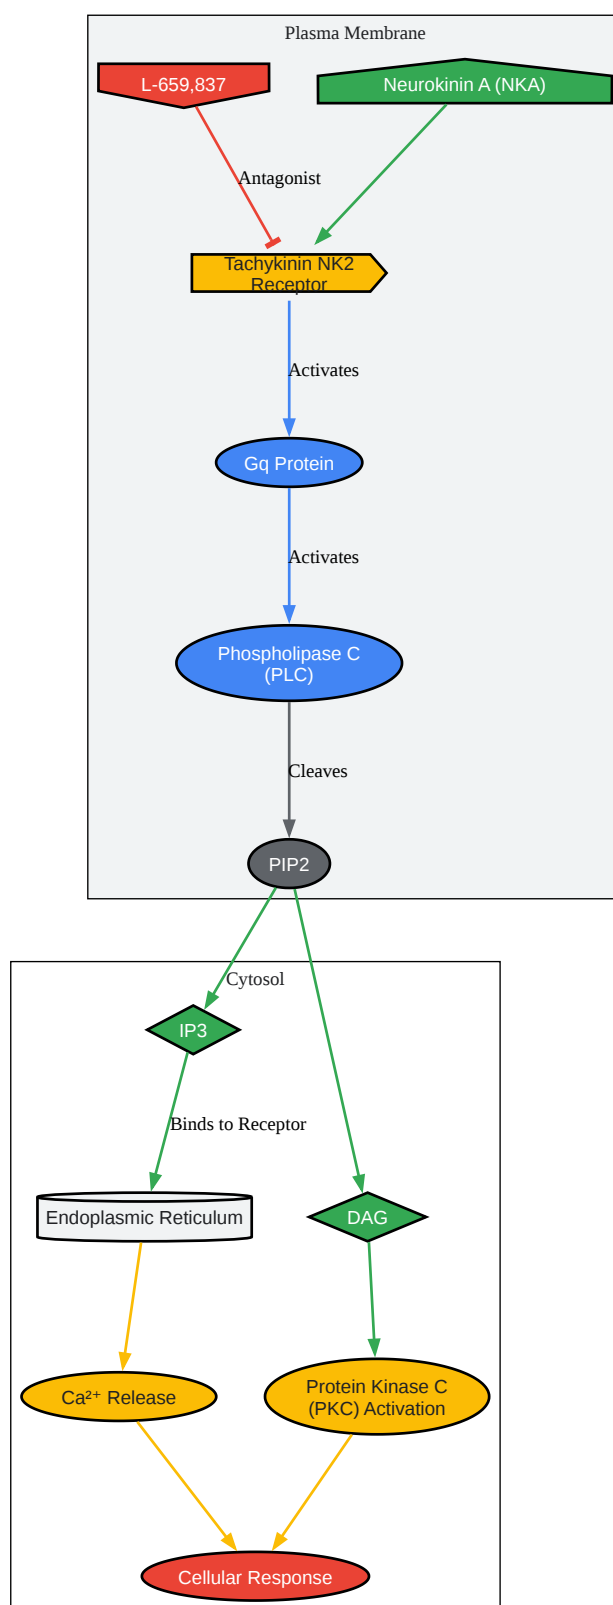 Plasma Membrane
L-659,837
Neurokinin A (NKA)
Antagonist
Tachykinin NK2
Receptor
Activates
Gq Protein
Activates
Phospholipase C
(PLC)
Cleaves
PIP2
Cytosol
IP3
Binds to Receptor
Endoplasmic Reticulum
DAG
Ca²⁺ Release
Protein Kinase C
(PKC) Activation
Cellular Response